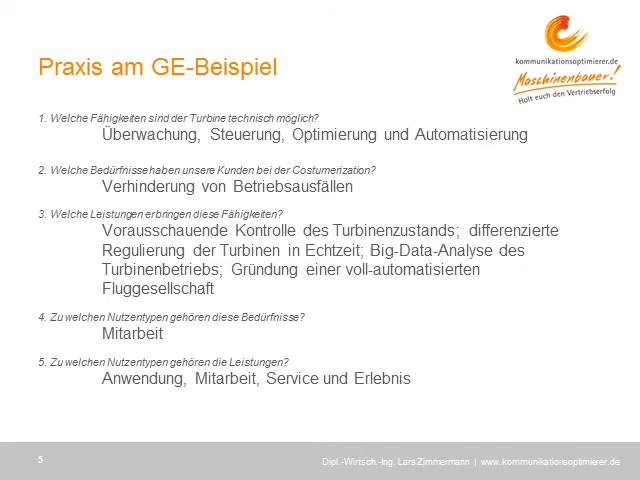 kommunikationsoptimierer.de
Maschinenbauer!
Holt euch den Vertriebserfolg
Praxis am GE-Beispiel
1. Welche Fähigkeiten sind der Turbine technisch möglich?
Überwachung, Steuerung, Optimierung und Automatisierung
2. Welche Bedürfnisse haben unsere Kunden bei der Costumerization?
Verhinderung von Betriebsausfällen
3. Welche Leistungen erbringen diese Fähigkeiten?
Vorausschauende Kontrolle des Turbinenzustands; differenzierte
Regulierung der Turbinen in Echtzeit; Big-Data-Analyse des
Turbinenbetriebs; Gründung einer voll-automatisierten
Fluggesellschaft
4. Zu welchen Nutzentypen gehören diese Bedürfnisse?
Mitarbeit
5. Zu welchen Nutzentypen gehören die Leistungen?
Anwendung, Mitarbeit, Service und Erlebnis
5
Dipl.-Wirtsch.-Ing. Lars Zimmermann | www.kommunikationsoptimierer.de